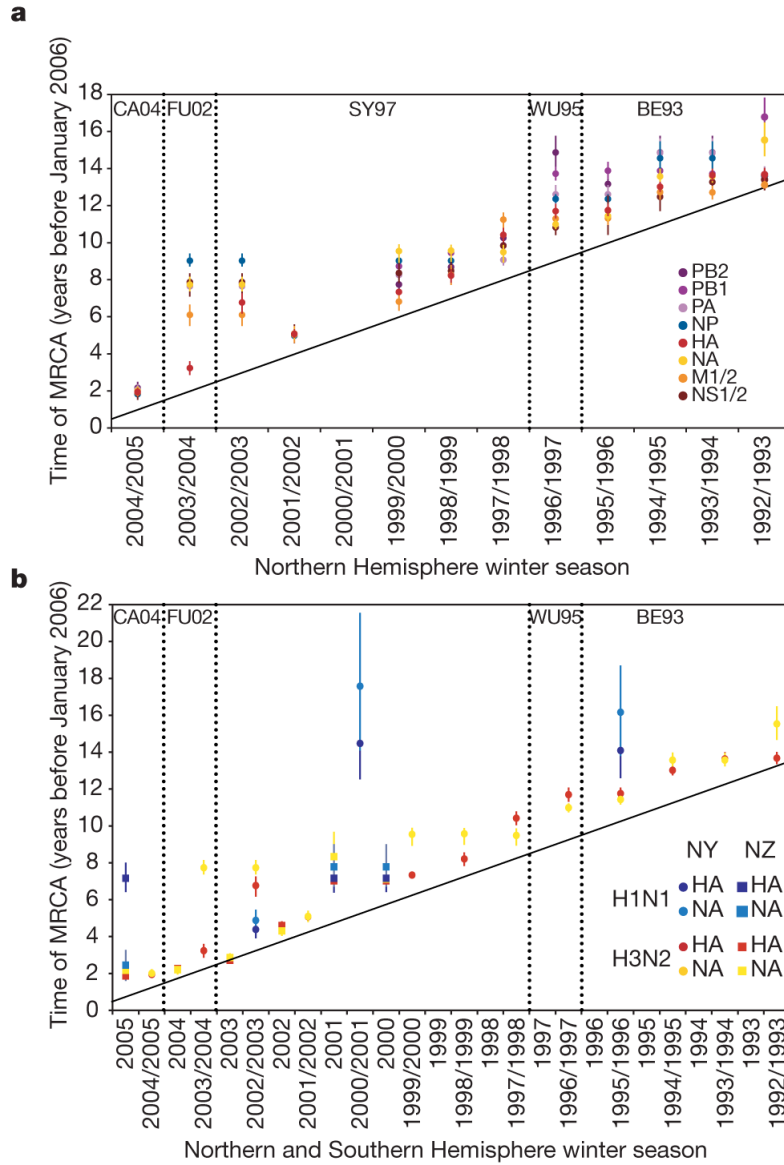 a
Time of MRCA (years before January 2006)
18
16
14
12
10
8
6
4
2
0
CA04 FU02 SY97 WU95 BE93
PB2
PB1
PA
NP
HA
NA
M1/2
NS1/2
2004/2005
2003/2004
2002/2003
2001/2002
2000/2001
1999/2000
1998/1999
1997/1998
1996/1997
1995/1996
1994/1995
1993/1994
1992/1993
Northern Hemisphere winter season
b
Time of MRCA (years before January 2006)
22
20
18
16
14
12
10
8
6
4
2
0
CA04 FU02 WU95 BE93
NY NZ
H1N1 HA HA
NA NA
H3N2 HA HA
NA NA
2005
2004/2005
2004
2003/2004
2003
2002/2003
2002
2001/2002
2001
2000/2001
2000
1999/2000
1999
1998/1999
1998
1997/1998
1997
1996/1997
1996
1995/1996
1995
1994/1995
1994
1993/1994
1993
1992/1993
Northern and Southern Hemisphere winter season